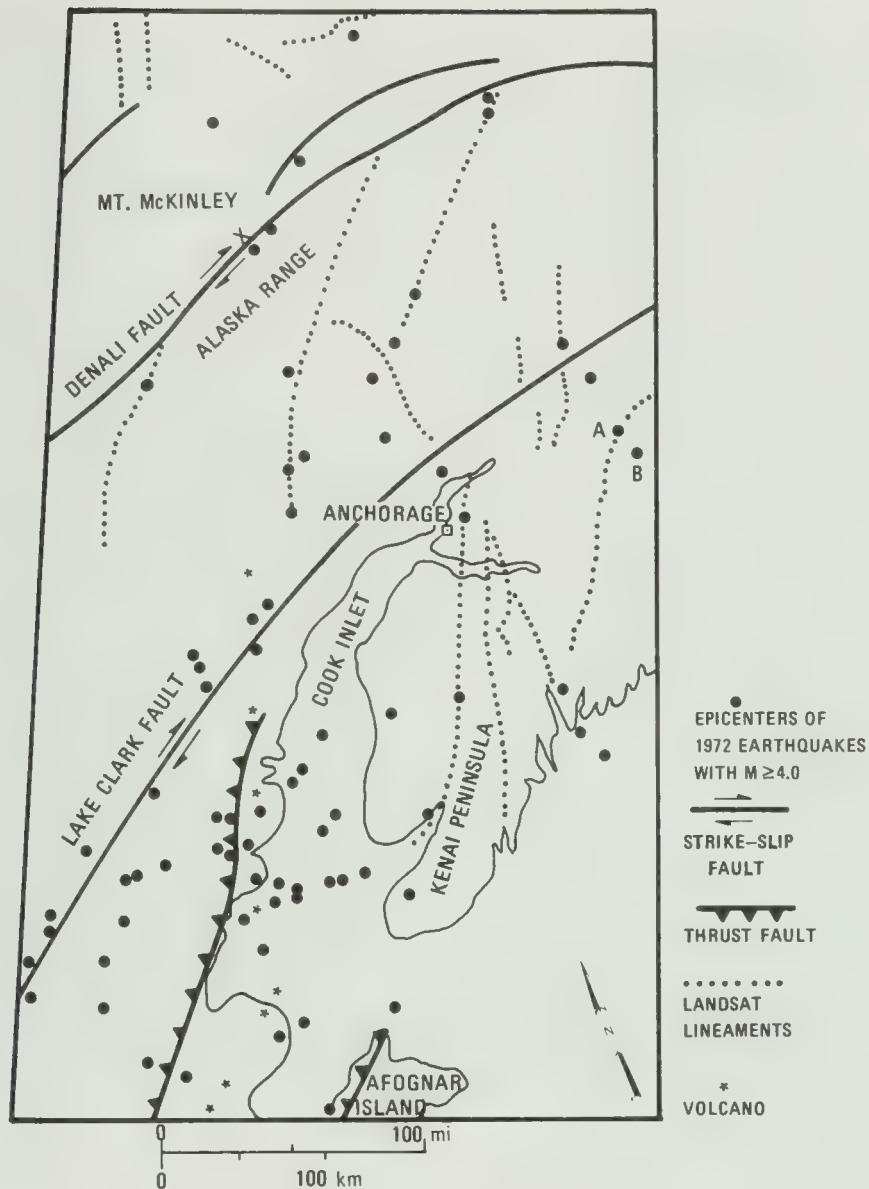 MT. McKINLEY
X
DENALI FAULT
ALASKA RANGE
A
B
ANCHORAGE
COOK INLET
LAKE CLARK FAULT
KENAI PENINSULA
AFOGNAR
ISLAND
EPICENTERS OF
1972 EARTHQUAKES
WITH M ≥ 4.0
STRIKE–SLIP
FAULT
THRUST FAULT
LANDSAT
LINEAMENTS
VOLCANO
N
0 100 mi
0 100 km